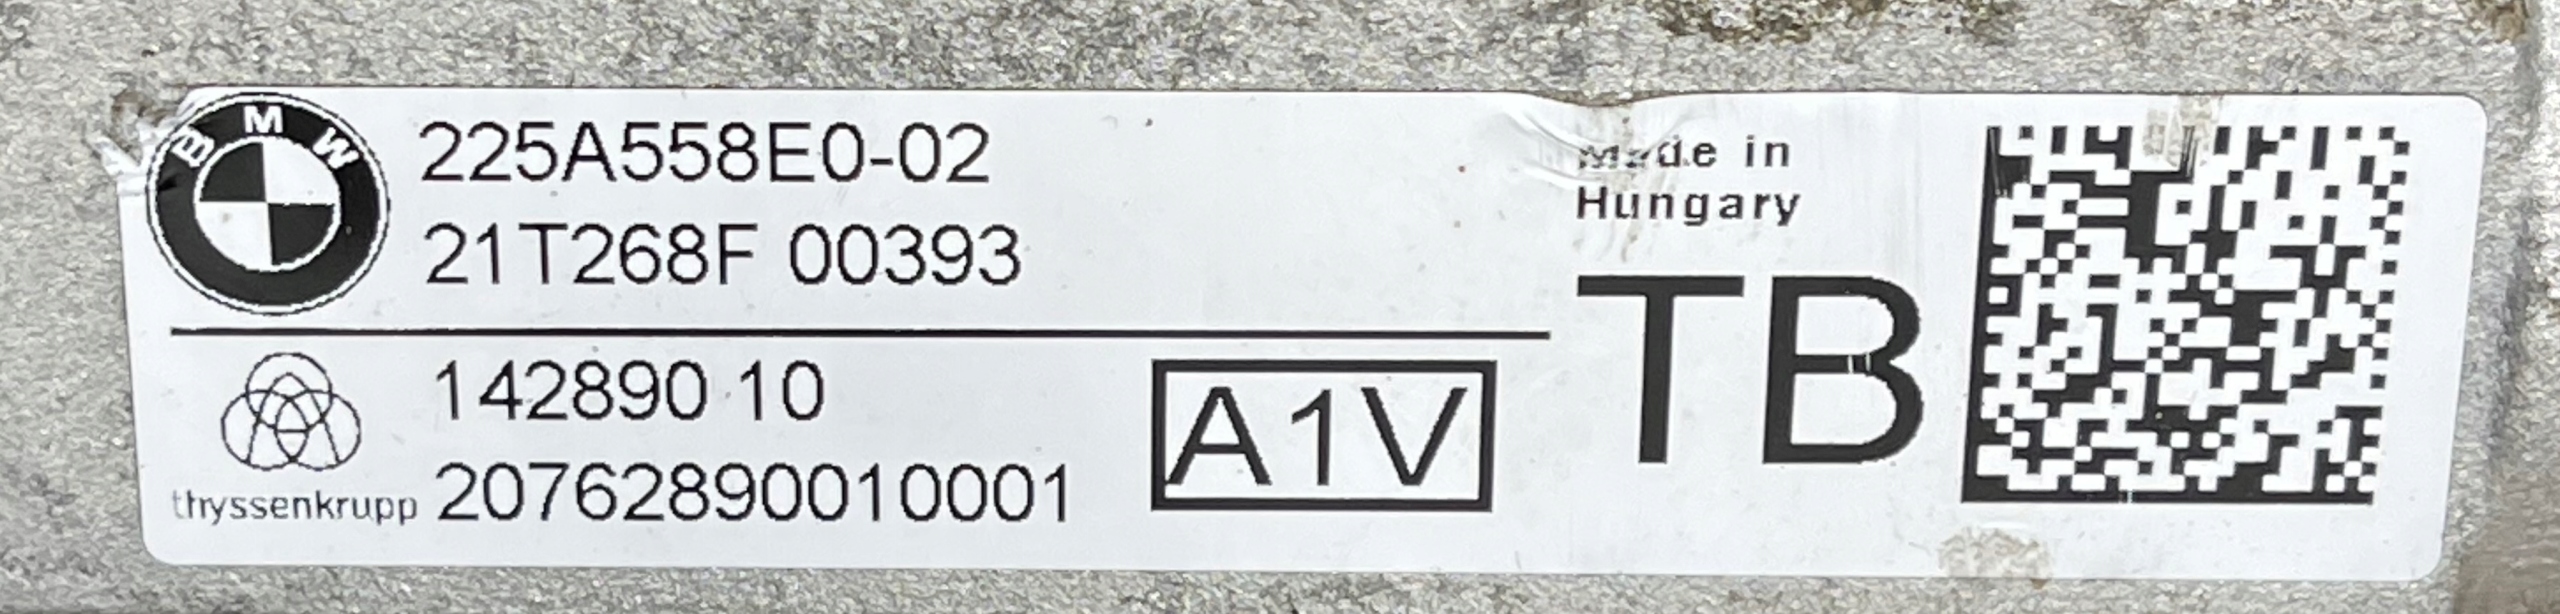 BMW
225A558E0-02
21T268F 00393
Made in
Hungary
TB
142890 10
A1V
thyssenkrupp
20762890010001